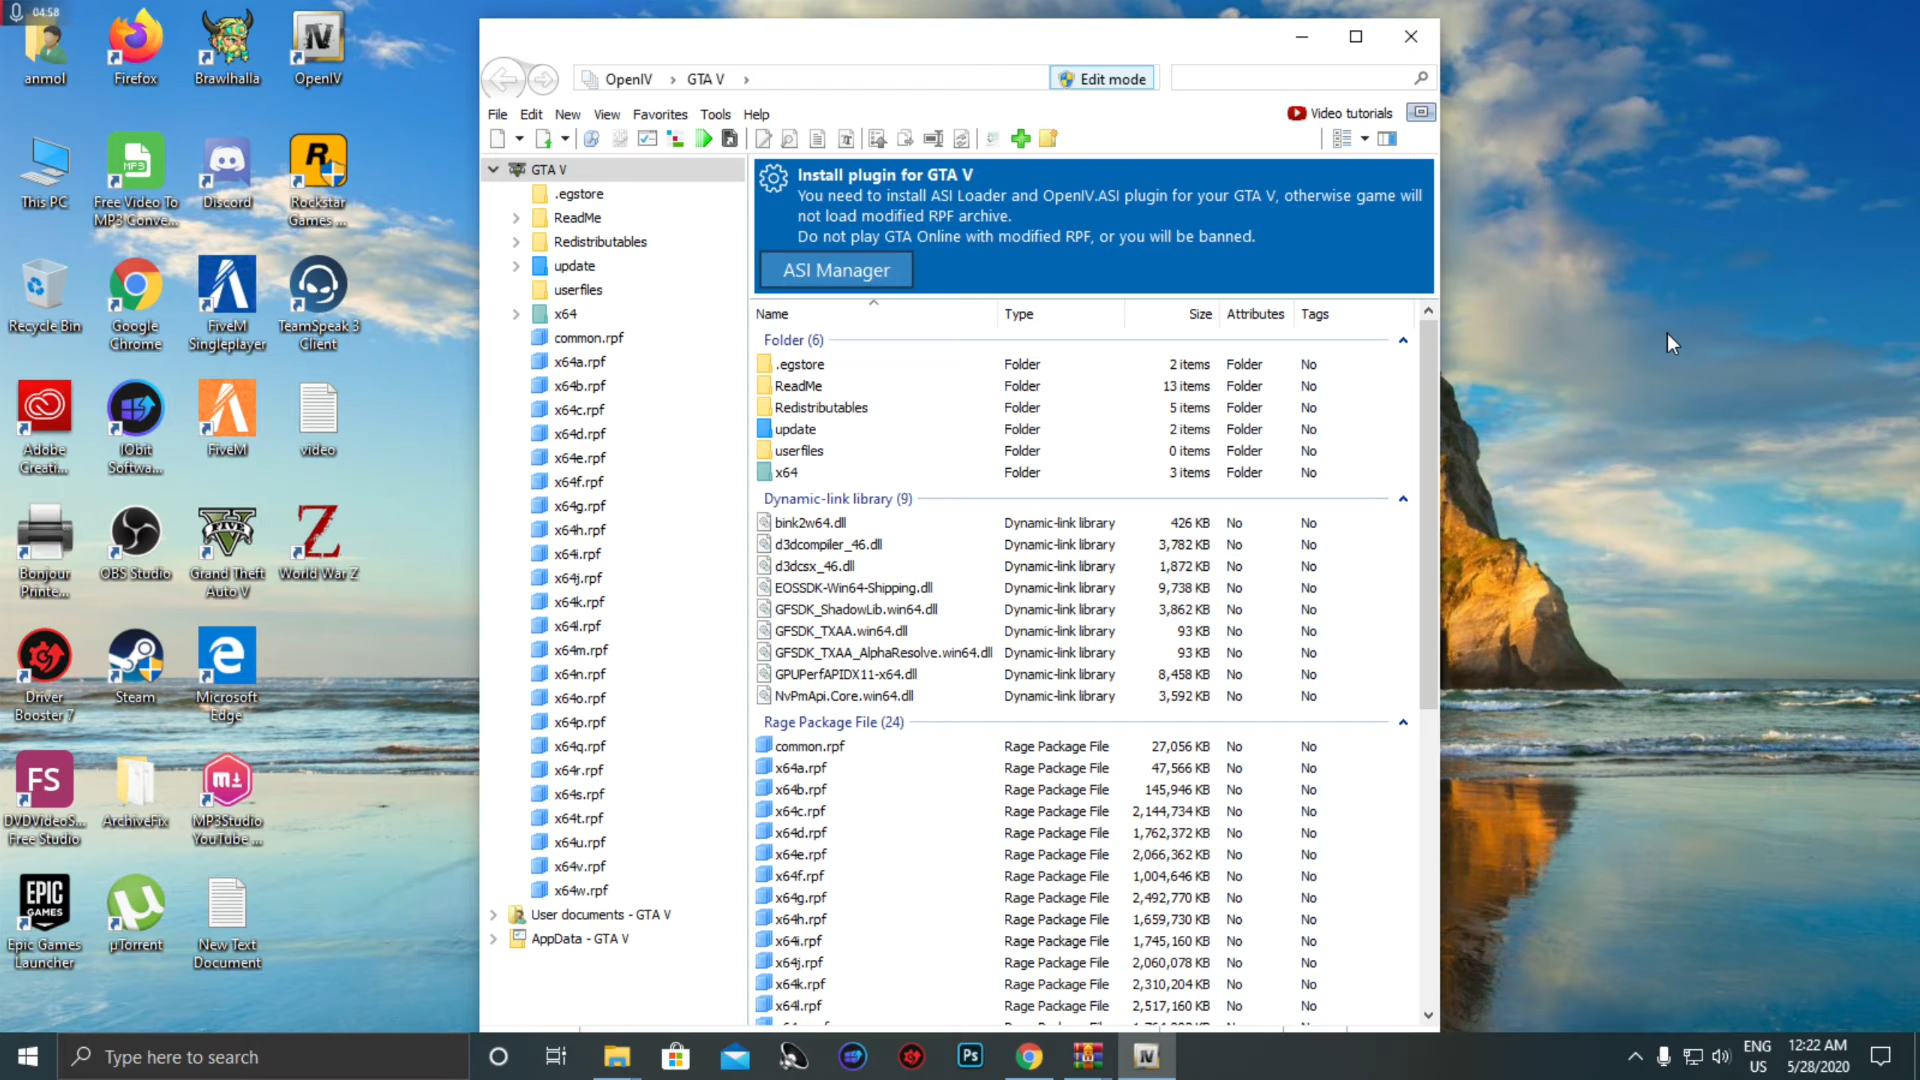 04:58
anmol
Firefox
Brawlhalla
OpenIV
This PC
Free Video To
MP3 Conve...
Discord
Rockstar
Games ...
Recycle Bin
Google
Chrome
FiveM
Singleplayer
TeamSpeak 3
Client
Adobe
Creati...
IObit
Softwa...
FiveM
video
Bonjour
Printe...
OBS Studio
Grand Theft
Auto V
World War Z
Driver
Booster 7
Steam
Microsoft
Edge
DVDVideoS...
Free Studio
ArchiveFix
MP3Studio
YouTube ...
Epic Games
Launcher
µTorrent
New Text
Document
OpenIV > GTA V >
Edit mode
File Edit New View Favorites Tools Help
Video tutorials
GTA V
.egstore
ReadMe
Redistributables
update
userfiles
x64
common.rpf
x64a.rpf
x64b.rpf
x64c.rpf
x64d.rpf
x64e.rpf
x64f.rpf
x64g.rpf
x64h.rpf
x64i.rpf
x64j.rpf
x64k.rpf
x64l.rpf
x64m.rpf
x64n.rpf
x64o.rpf
x64p.rpf
x64q.rpf
x64r.rpf
x64s.rpf
x64t.rpf
x64u.rpf
x64v.rpf
x64w.rpf
User documents - GTA V
AppData - GTA V
Install plugin for GTA V
You need to install ASI Loader and OpenIV.ASI plugin for your GTA V, otherwise game will
not load modified RPF archive.
Do not play GTA Online with modified RPF, or you will be banned.
ASI Manager
Name Type Size Attributes Tags
Folder (6)
.egstore Folder 2 items Folder No
ReadMe Folder 13 items Folder No
Redistributables Folder 5 items Folder No
update Folder 2 items Folder No
userfiles Folder 0 items Folder No
x64 Folder 3 items Folder No
Dynamic-link library (9)
bink2w64.dll Dynamic-link library 426 KB No No
d3dcompiler_46.dll Dynamic-link library 3,782 KB No No
d3dcsx_46.dll Dynamic-link library 1,872 KB No No
EOSSDK-Win64-Shipping.dll Dynamic-link library 9,738 KB No No
GFSDK_ShadowLib.win64.dll Dynamic-link library 3,862 KB No No
GFSDK_TXAA.win64.dll Dynamic-link library 93 KB No No
GFSDK_TXAA_AlphaResolve.win64.dll Dynamic-link library 93 KB No No
GPUPerfAPIDX11-x64.dll Dynamic-link library 8,458 KB No No
NvPmApi.Core.win64.dll Dynamic-link library 3,592 KB No No
Rage Package File (24)
common.rpf Rage Package File 27,056 KB No No
x64a.rpf Rage Package File 47,566 KB No No
x64b.rpf Rage Package File 145,946 KB No No
x64c.rpf Rage Package File 2,144,734 KB No No
x64d.rpf Rage Package File 1,762,372 KB No No
x64e.rpf Rage Package File 2,066,362 KB No No
x64f.rpf Rage Package File 1,004,646 KB No No
x64g.rpf Rage Package File 2,492,770 KB No No
x64h.rpf Rage Package File 1,659,730 KB No No
x64i.rpf Rage Package File 1,745,160 KB No No
x64j.rpf Rage Package File 2,060,078 KB No No
x64k.rpf Rage Package File 2,310,204 KB No No
x64l.rpf Rage Package File 2,517,160 KB No No
Type here to search
ENG
US
12:22 AM
5/28/2020